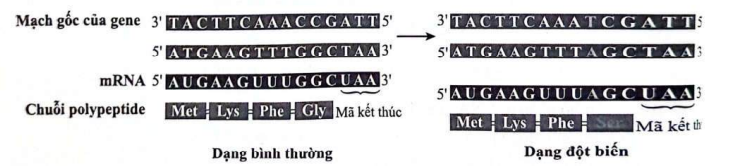 Mạch gốc của gene 3' TACTTCAAACCGATT 5'
5' ATGAAGTTTGGCTAA 3'
mRNA 5' AUGAAGUUUGGCUAA 3'
Chuỗi polypeptide Met Lys Phe Gly Mã kết thúc
Dạng bình thường
3' TACTTCAAATCGATT 5
5' ATGAAGTTTAGCTAA 3
5' AUGAAGUUUAGCUAA 3
Met Lys Phe Ser Mã kết th
Dạng đột biến